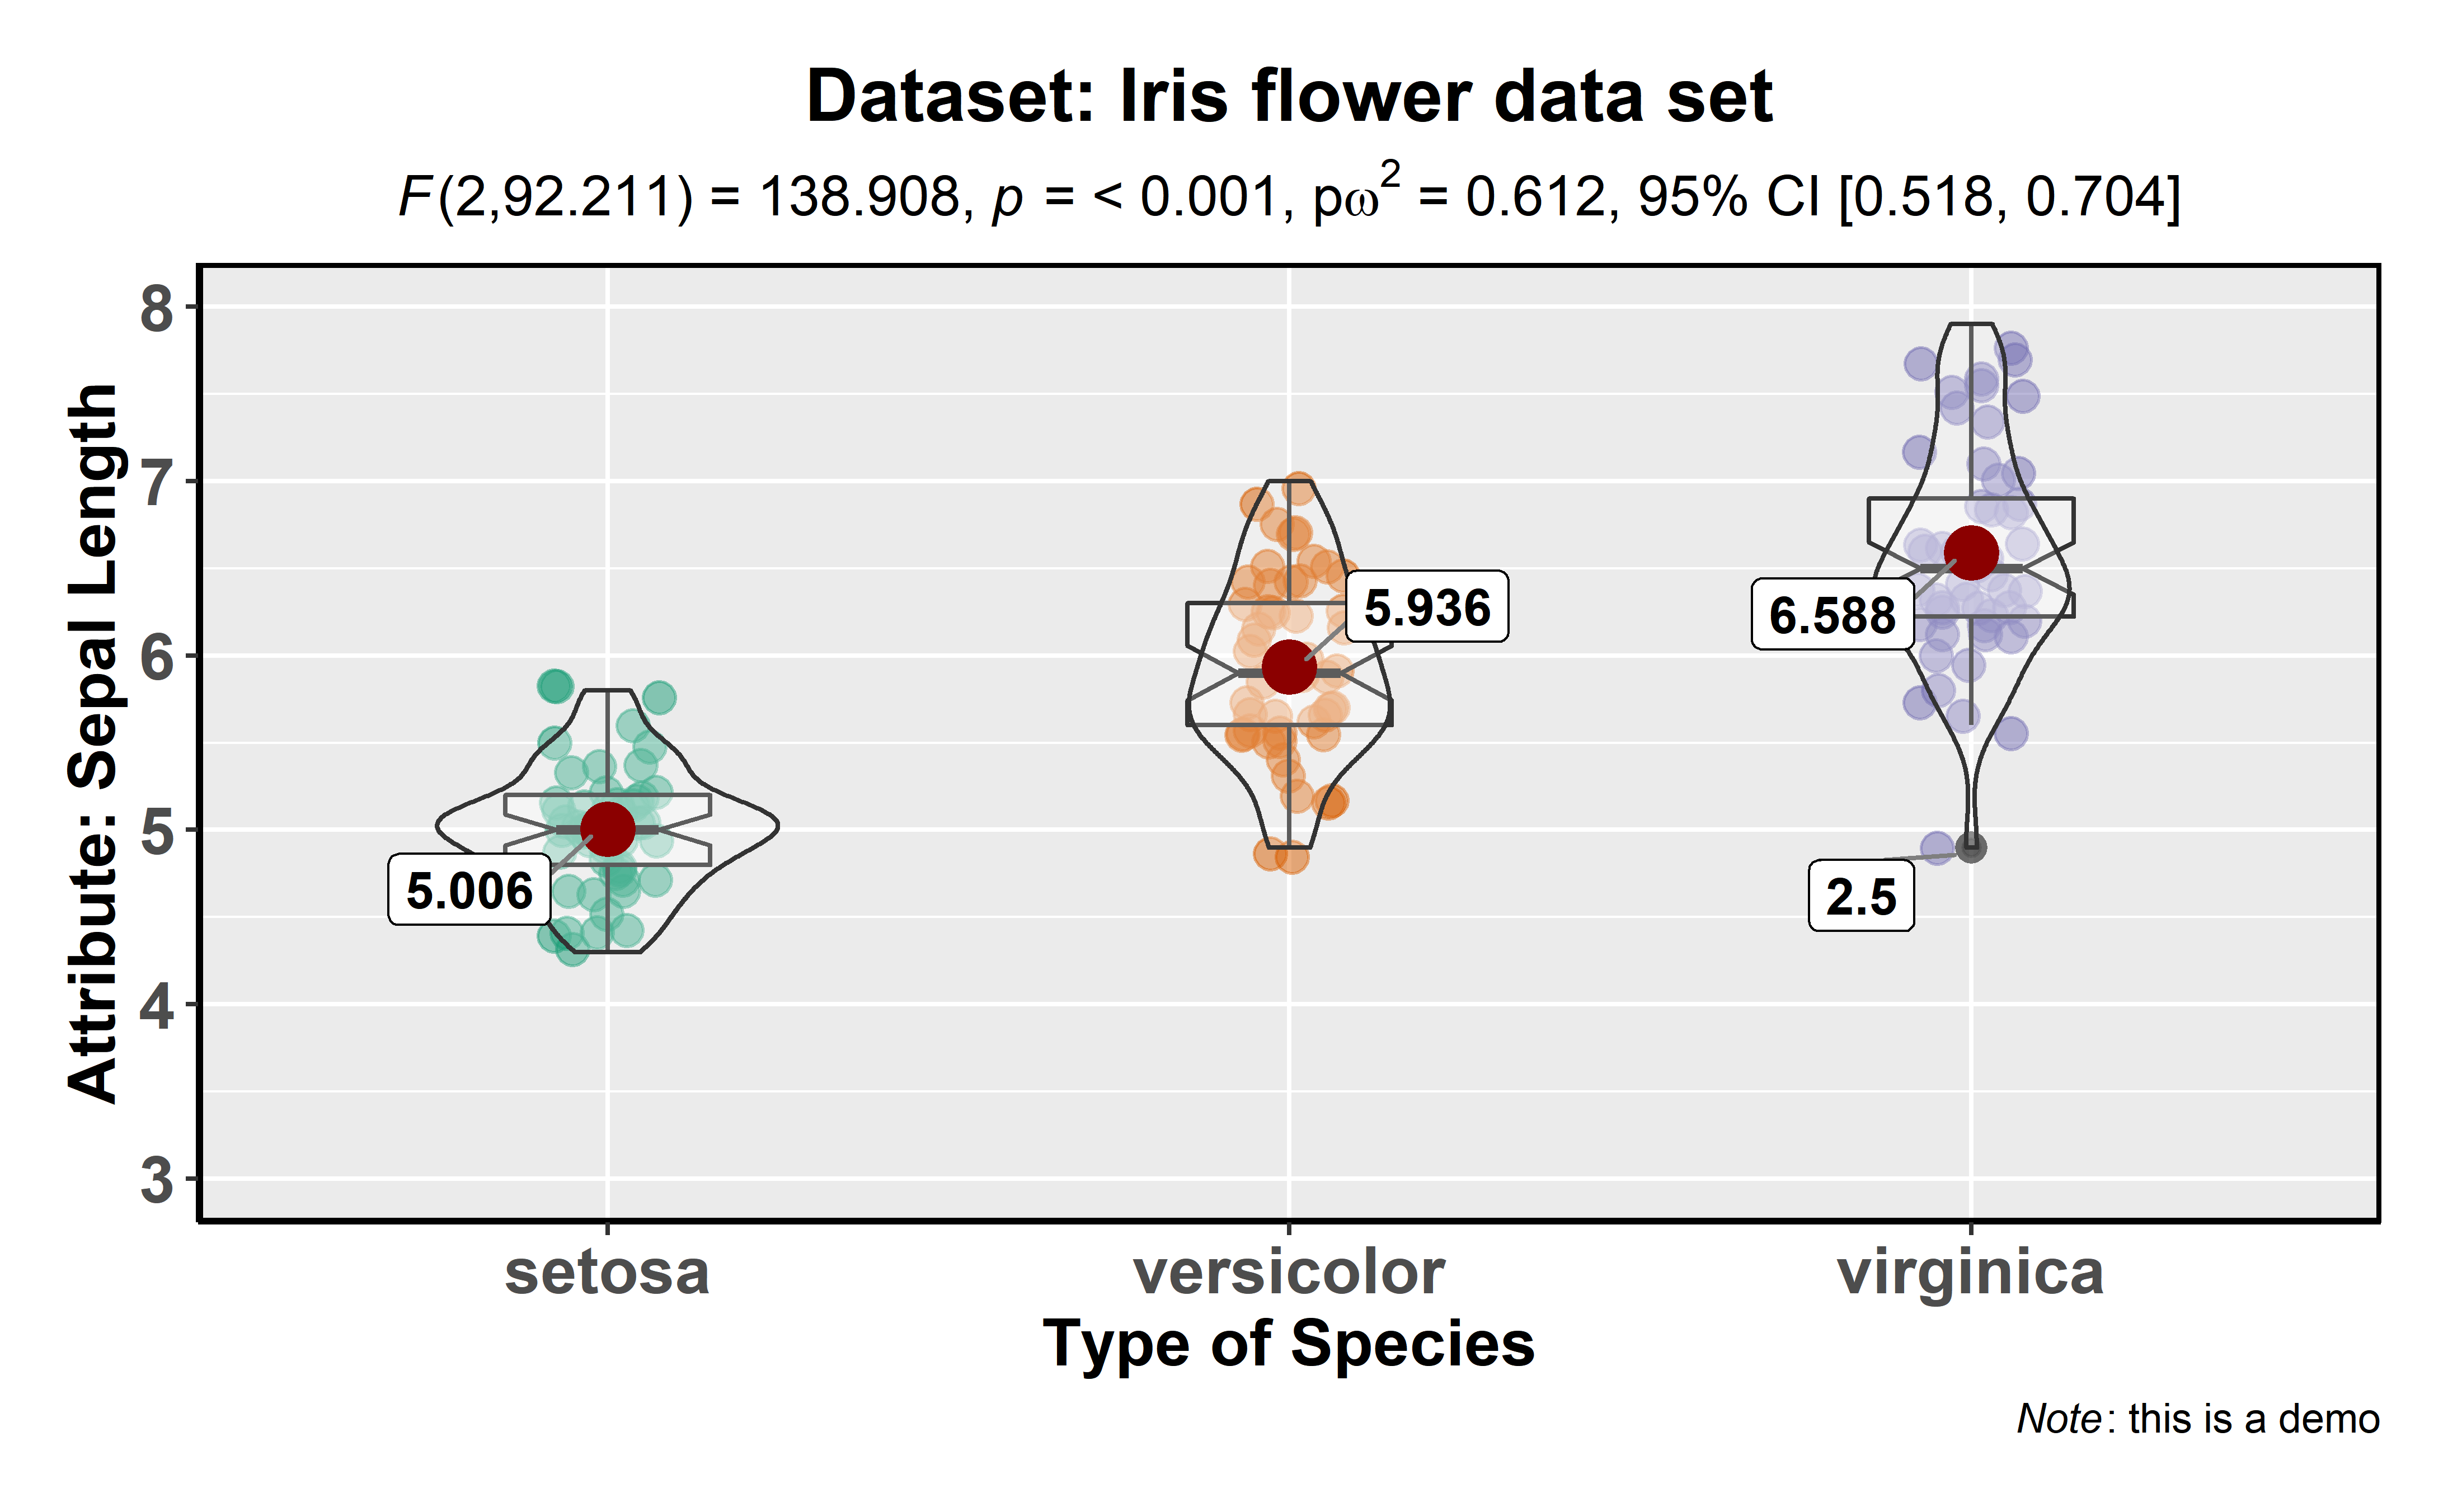 Dataset: Iris flower data set
F(2,92.211) = 138.908, p = < 0.001, pω² = 0.612, 95% CI [0.518, 0.704]
Attribute: Sepal Length
8
7
6
5
4
3
5.006
5.936
6.588
2.5
setosa
versicolor
virginica
Type of Species
Note: this is a demo